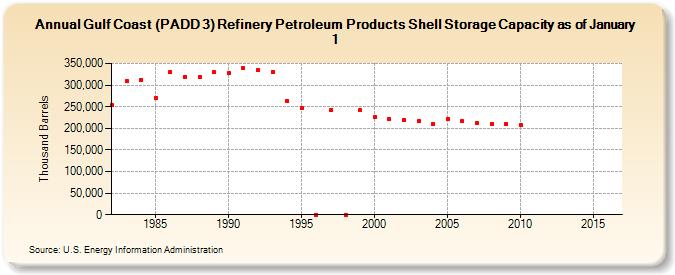 Annual Gulf Coast (PADD 3) Refinery Petroleum Products Shell Storage Capacity as of January
1
Thousand Barrels
350,000
300,000
250,000
200,000
150,000
100,000
50,000
0
1985 1990 1995 2000 2005 2010 2015
Source: U.S. Energy Information Administration